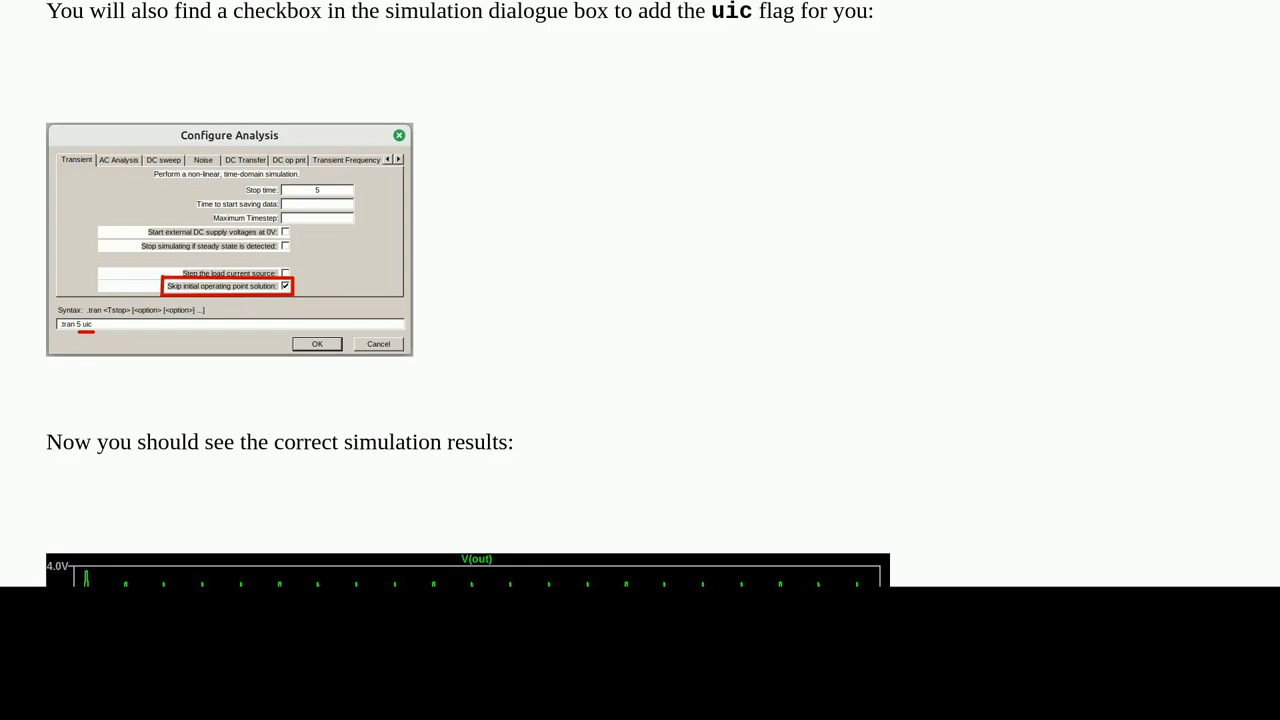 You will also find a checkbox in the simulation dialogue box to add the uic flag for you:
Configure Analysis
Transient AC Analysis DC sweep Noise DC Transfer DC op pnt Transient Frequency
Perform a non-linear, time-domain simulation.
Stop time: 5
Time to start saving data:
Maximum Timestep:
Start external DC supply voltages at 0V:
Stop simulating if steady state is detected:
Step the load current source:
Skip initial operating point solution:
Syntax: .tran <Tstop> [<option> [<option>] ...]
.tran 5 uic
OK Cancel
Now you should see the correct simulation results:
V(out)
4.0V